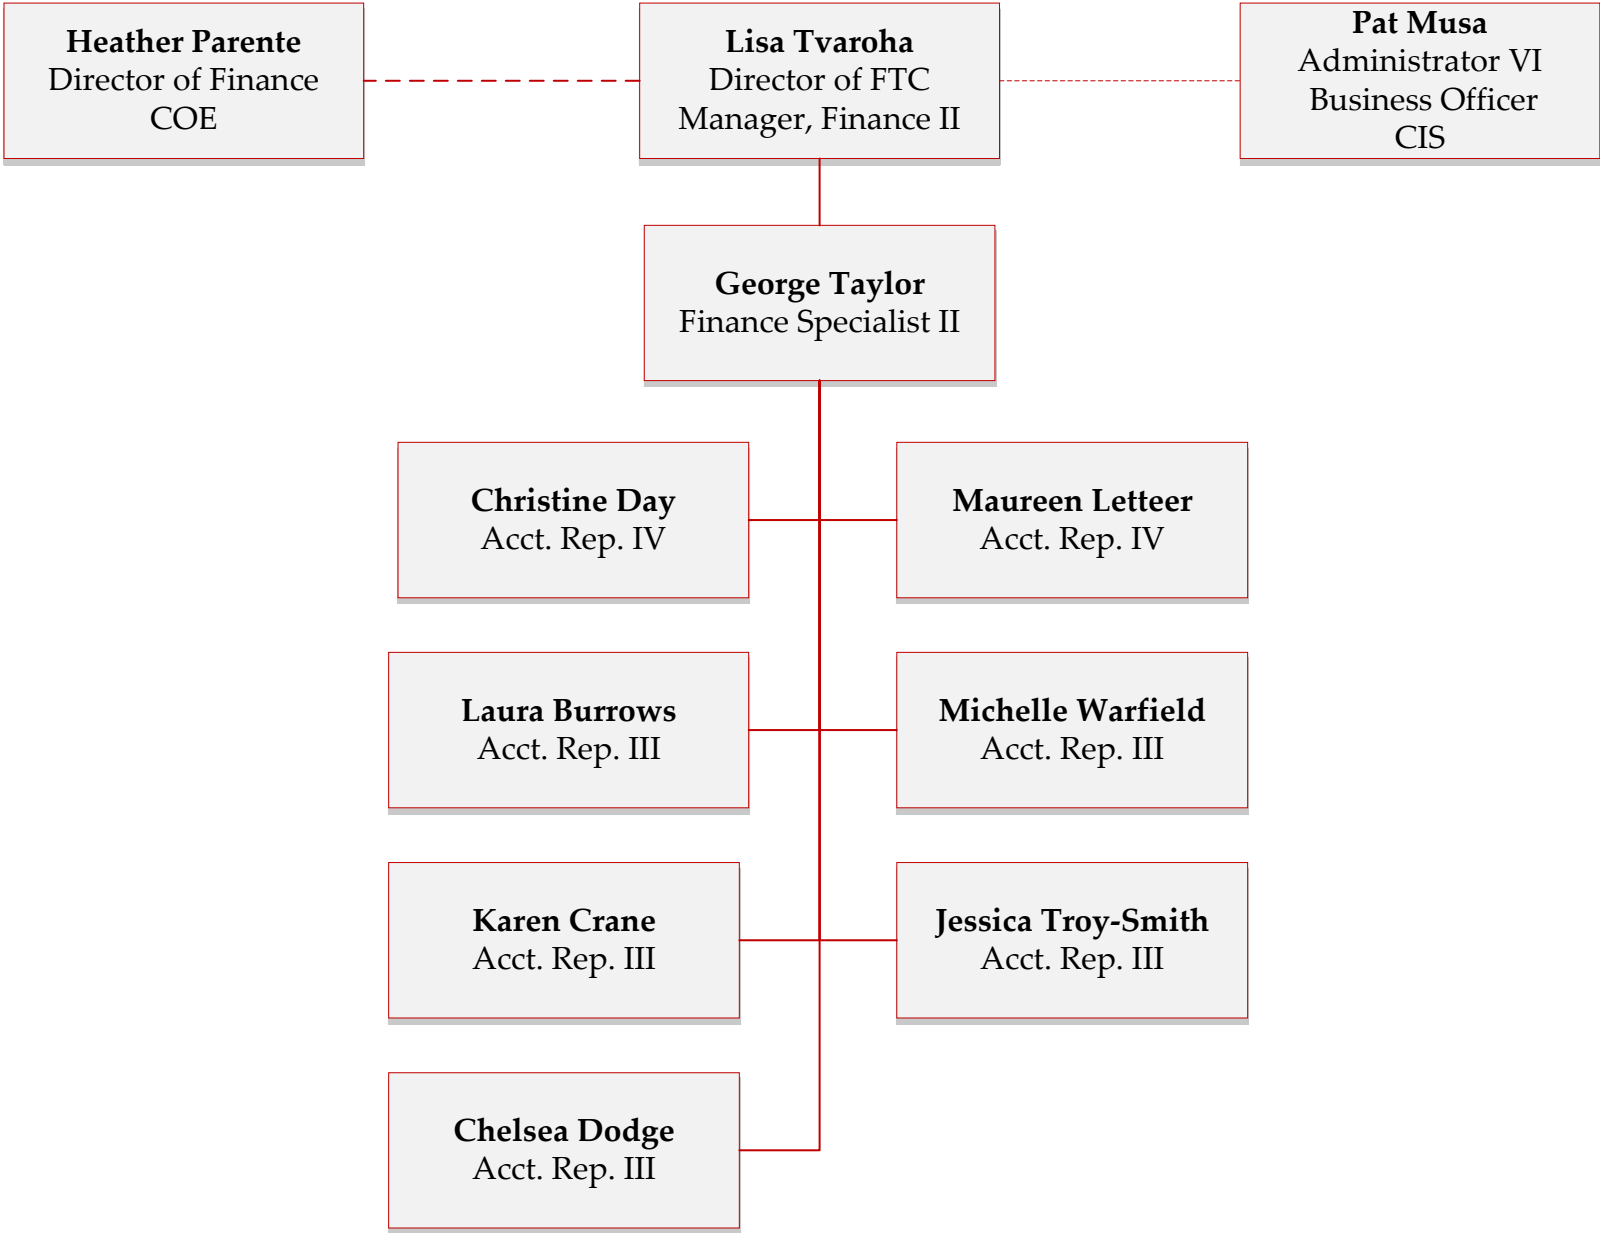 Heather Parente
Director of Finance
COE
Lisa Tvaroha
Director of FTC
Manager, Finance II
Pat Musa
Administrator VI
Business Officer
CIS
George Taylor
Finance Specialist II
Christine Day
Acct. Rep. IV
Maureen Letteer
Acct. Rep. IV
Laura Burrows
Acct. Rep. III
Michelle Warfield
Acct. Rep. III
Karen Crane
Acct. Rep. III
Jessica Troy-Smith
Acct. Rep. III
Chelsea Dodge
Acct. Rep. III